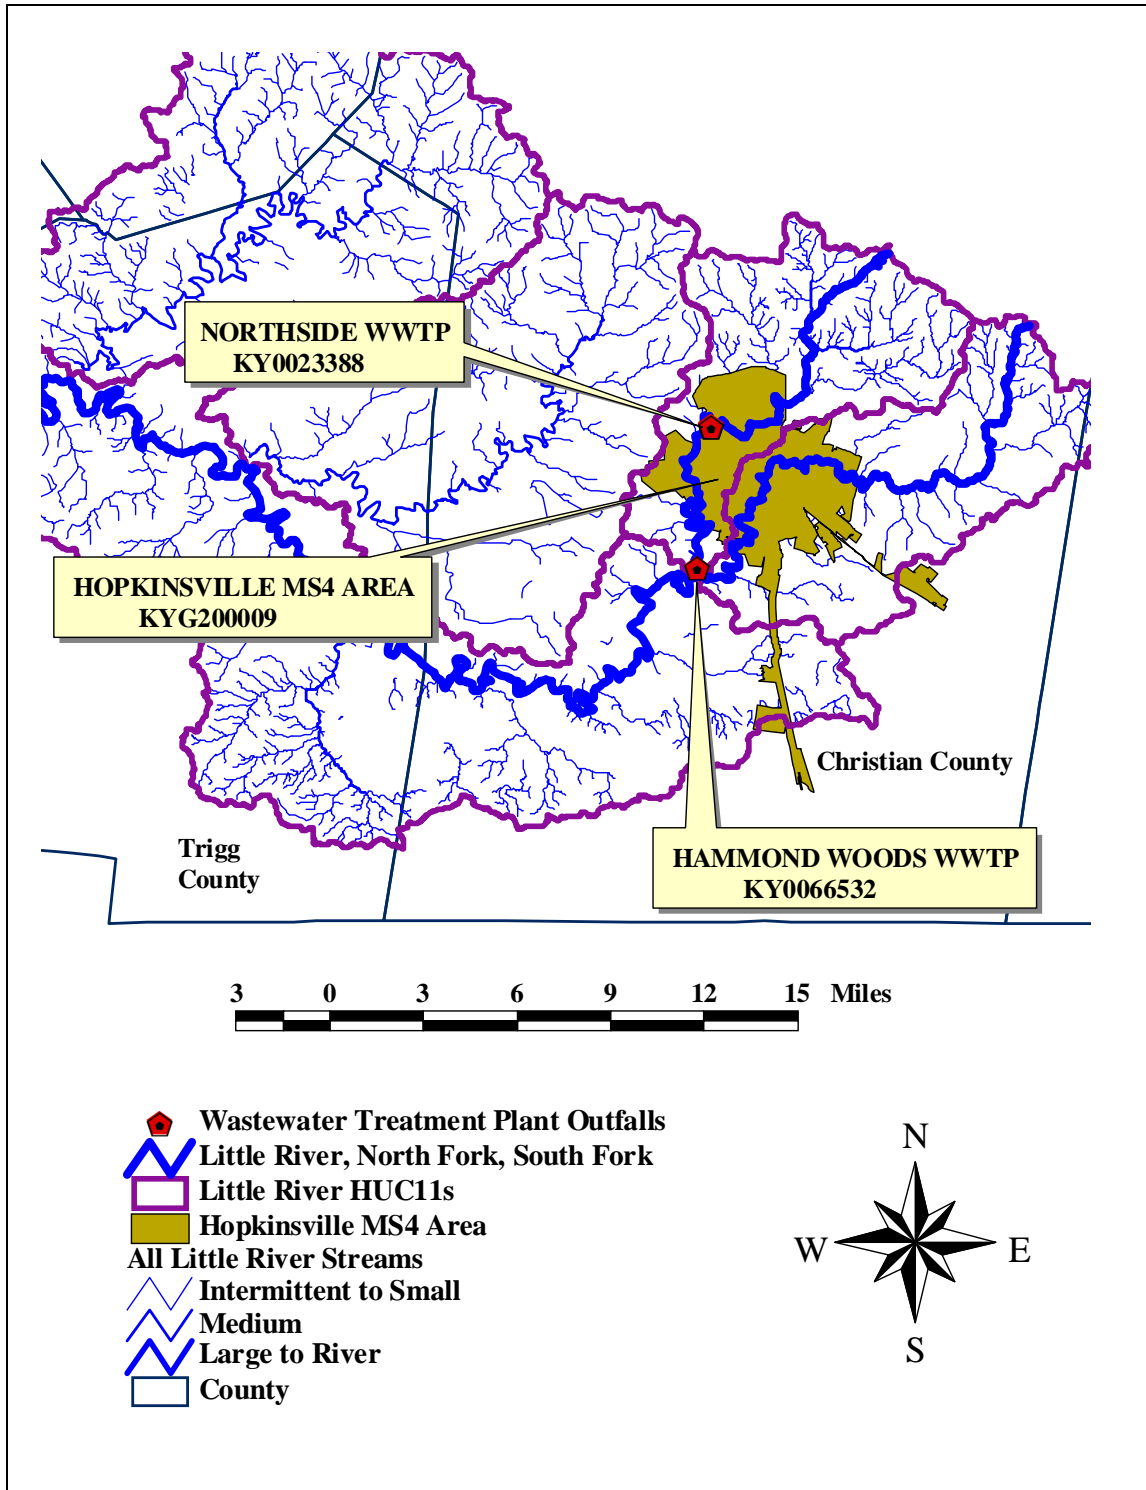 NORTHSIDE WWTP
KY0023388
HOPKINSVILLE MS4 AREA
KYG200009
Christian County
Trigg
County
HAMMOND WOODS WWTP
KY0066532
3 0 3 6 9 12 15 Miles
Wastewater Treatment Plant Outfalls
Little River, North Fork, South Fork
Little River HUC11s
Hopkinsville MS4 Area
All Little River Streams
Intermittent to Small
Medium
Large to River
County
N
W E
S